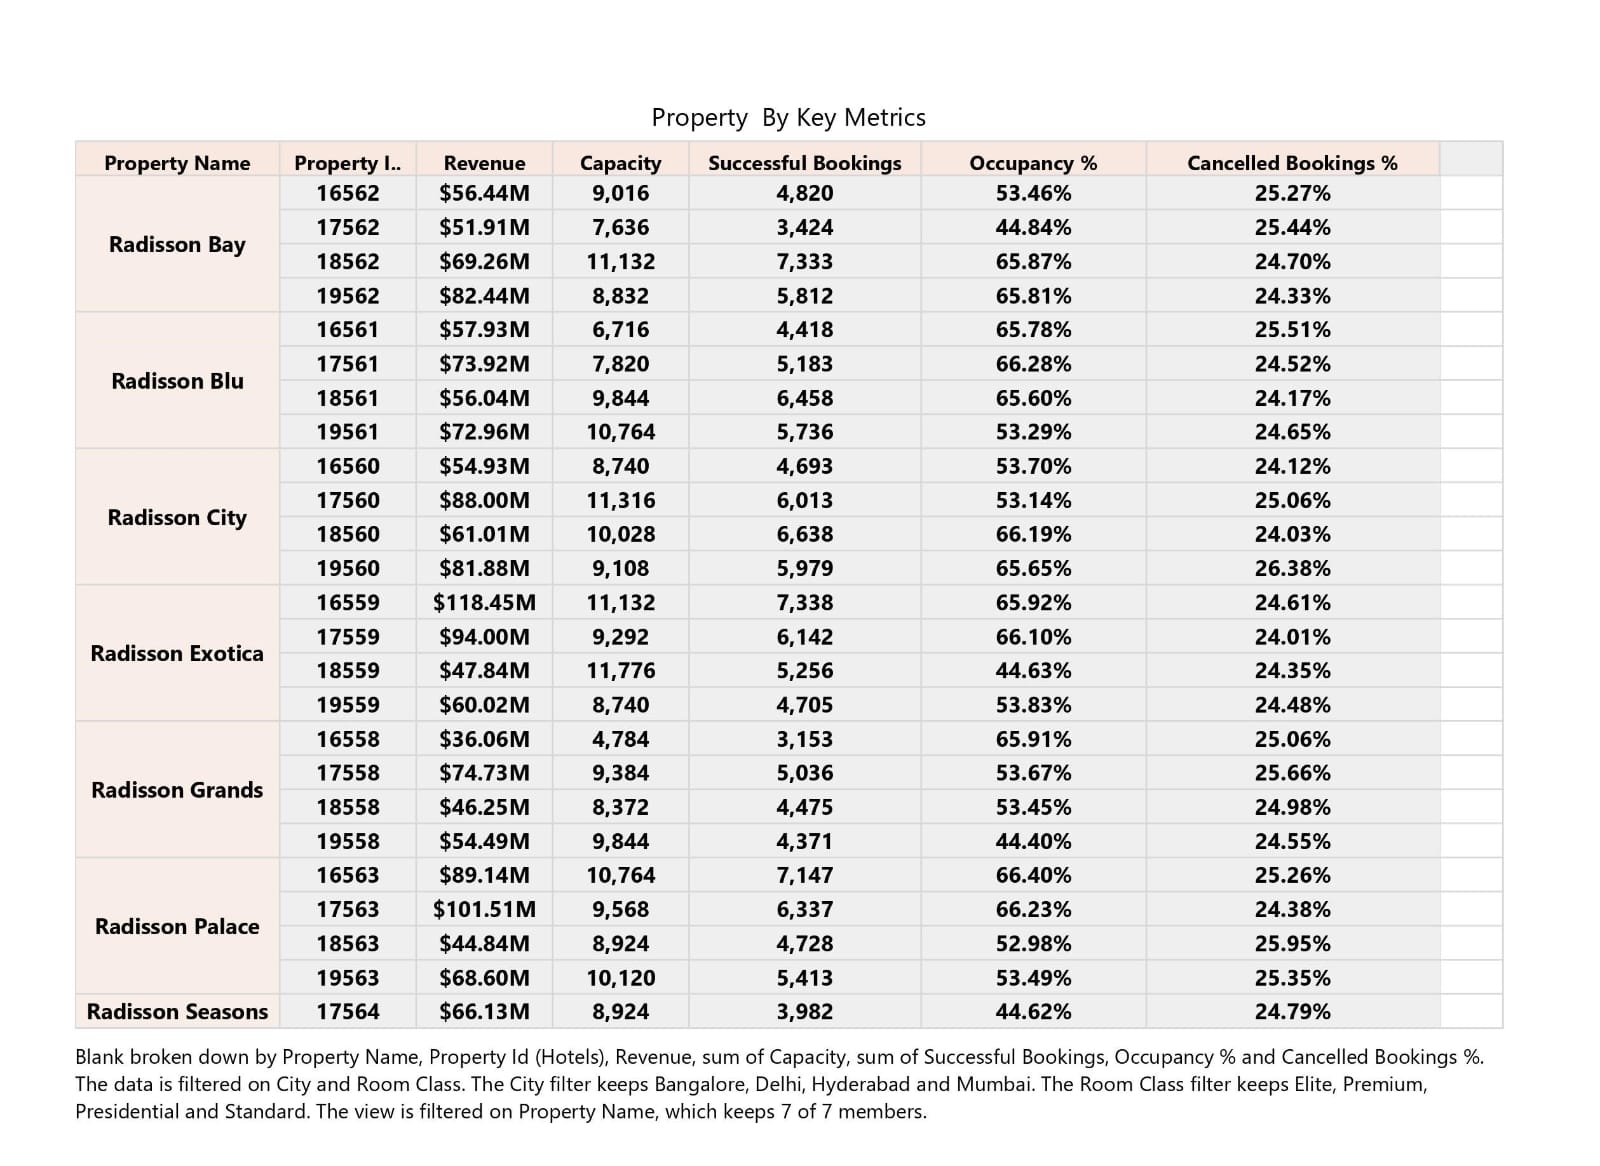 Property  By Key Metrics
Property Name Property I.. Revenue Capacity Successful Bookings Occupancy % Cancelled Bookings %
Radisson Bay
16562 $56.44M 9,016 4,820 53.46% 25.27%
17562 $51.91M 7,636 3,424 44.84% 25.44%
18562 $69.26M 11,132 7,333 65.87% 24.70%
19562 $82.44M 8,832 5,812 65.81% 24.33%
Radisson Blu
16561 $57.93M 6,716 4,418 65.78% 25.51%
17561 $73.92M 7,820 5,183 66.28% 24.52%
18561 $56.04M 9,844 6,458 65.60% 24.17%
19561 $72.96M 10,764 5,736 53.29% 24.65%
Radisson City
16560 $54.93M 8,740 4,693 53.70% 24.12%
17560 $88.00M 11,316 6,013 53.14% 25.06%
18560 $61.01M 10,028 6,638 66.19% 24.03%
19560 $81.88M 9,108 5,979 65.65% 26.38%
Radisson Exotica
16559 $118.45M 11,132 7,338 65.92% 24.61%
17559 $94.00M 9,292 6,142 66.10% 24.01%
18559 $47.84M 11,776 5,256 44.63% 24.35%
19559 $60.02M 8,740 4,705 53.83% 24.48%
Radisson Grands
16558 $36.06M 4,784 3,153 65.91% 25.06%
17558 $74.73M 9,384 5,036 53.67% 25.66%
18558 $46.25M 8,372 4,475 53.45% 24.98%
19558 $54.49M 9,844 4,371 44.40% 24.55%
Radisson Palace
16563 $89.14M 10,764 7,147 66.40% 25.26%
17563 $101.51M 9,568 6,337 66.23% 24.38%
18563 $44.84M 8,924 4,728 52.98% 25.95%
19563 $68.60M 10,120 5,413 53.49% 25.35%
Radisson Seasons 17564 $66.13M 8,924 3,982 44.62% 24.79%
Blank broken down by Property Name, Property Id (Hotels), Revenue, sum of Capacity, sum of Successful Bookings, Occupancy % and Cancelled Bookings %.
The data is filtered on City and Room Class. The City filter keeps Bangalore, Delhi, Hyderabad and Mumbai. The Room Class filter keeps Elite, Premium,
Presidential and Standard. The view is filtered on Property Name, which keeps 7 of 7 members.